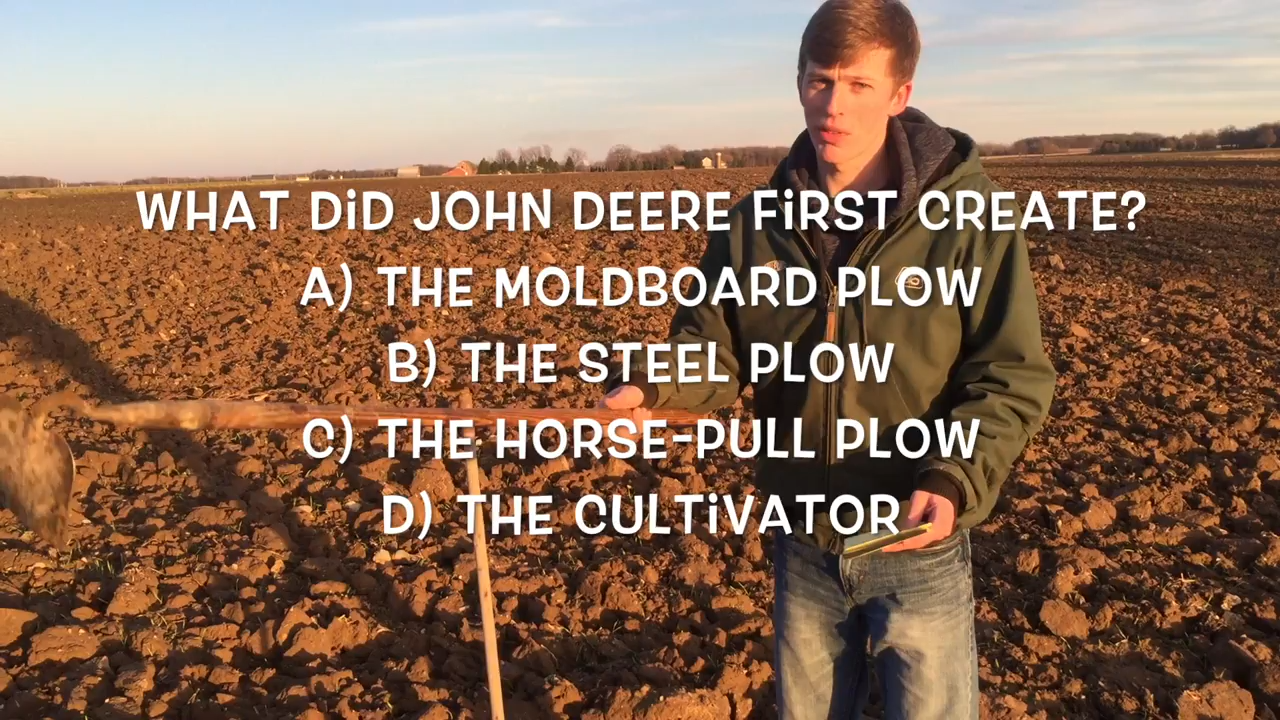 WHAT DiD JOHN DEERE FiRST CREATE?
A) THE MOLDBOARD PLOW
B) THE STEEL PLOW
C) THE HORSE-PULL PLOW
D) THE CULTiVATOR